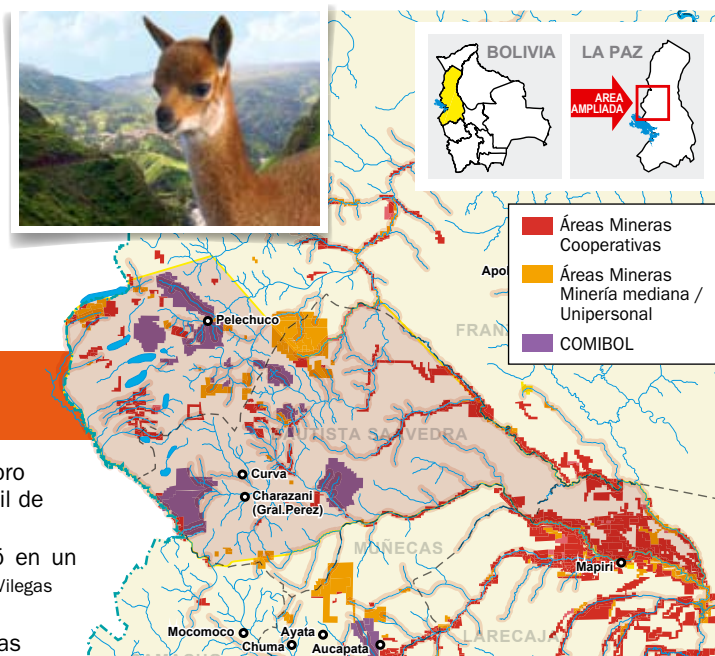 BOLIVIA
LA PAZ
AREA
AMPLIADA
Áreas Mineras
Cooperativas
Áreas Mineras
Minería mediana /
Unipersonal
COMIBOL
Apol
FRAN
Pelechuco
AUTISTA SAAVEDRA
Curva
Charazani
(Gral.Perez)
MUÑECAS
Mapiri
Mocomoco
Ayata
Chuma
Aucapata
LARECAJA
oro
il de
ó en un
Vilegas
as